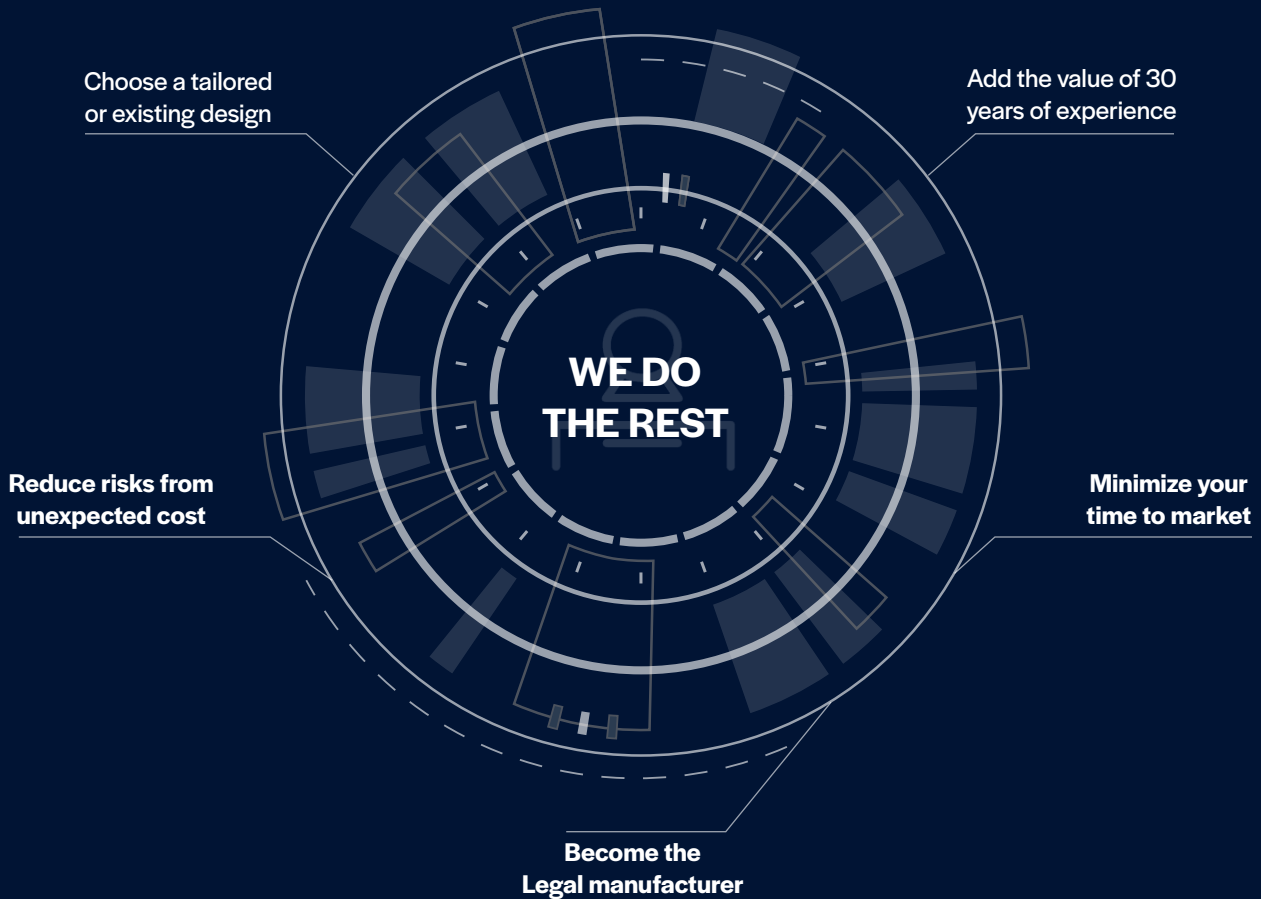 Choose a tailored
or existing design
Add the value of 30
years of experience
WE DO
THE REST
Reduce risks from
unexpected cost
Minimize your
time to market
Become the
Legal manufacturer